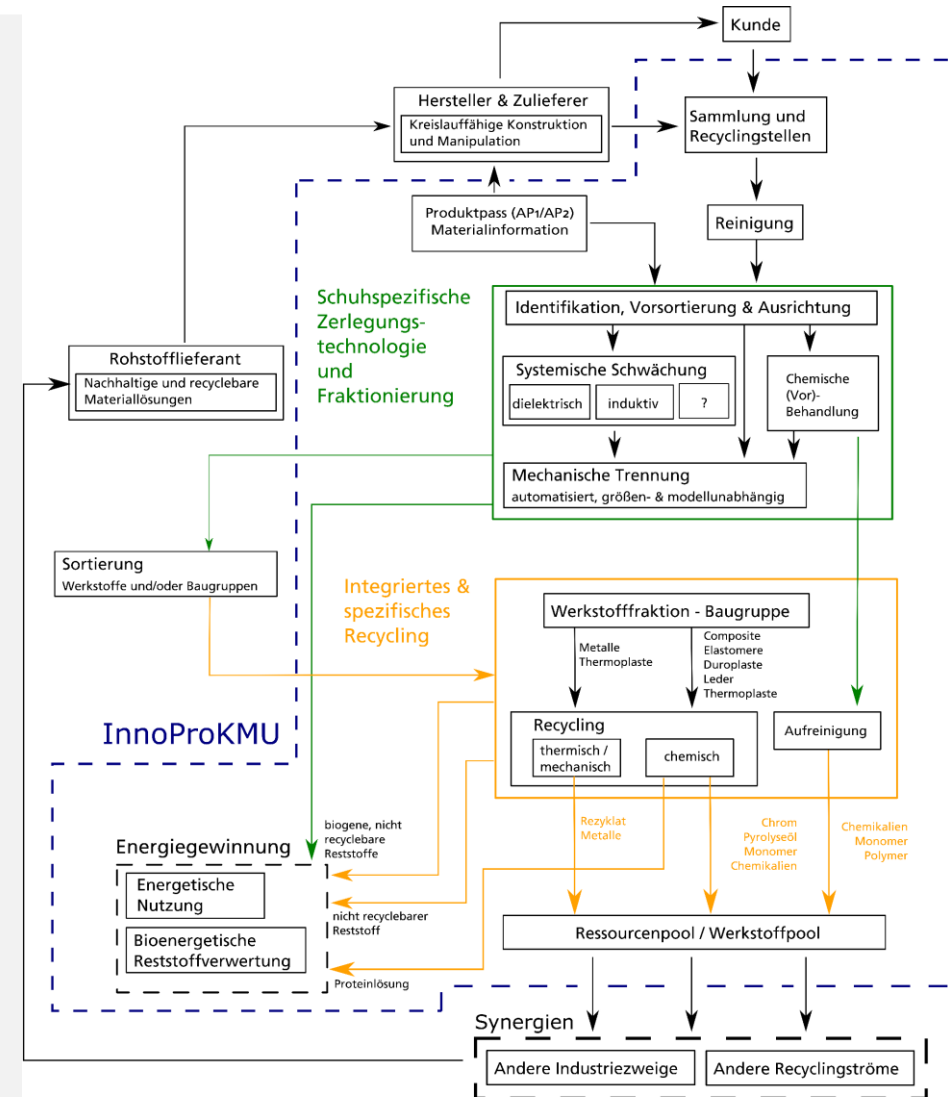 Kunde
Hersteller & Zulieferer
Kreislauffähige Konstruktion
und Manipulation
Sammlung und
Recyclingstellen
Produktpass (AP1/AP2)
Materialinformation
Reinigung
Schuhspezifische
Zerlegungs-
technologie
und
Fraktionierung
Identifikation, Vorsortierung & Ausrichtung
Rohstofflieferant
Nachhaltige und recyclebare
Materiallösungen
Systemische Schwächung
dielektrisch
induktiv
?
Chemische
(Vor)-
Behandlung
Mechanische Trennung
automatisiert, größen- & modellunabhängig
Sortierung
Werkstoffe und/oder Baugruppen
Integriertes &
spezifisches
Recycling
Werkstofffraktion - Baugruppe
Metalle
Thermoplaste
Composite
Elastomere
Duroplaste
Leder
Thermoplaste
InnoProKMU
Recycling
thermisch /
mechanisch
chemisch
Aufreinigung
Rezyklat
Metalle
Chrom
Pyrolyseöl
Monomer
Chemikalien
Chemikalien
Monomer
Polymer
biogene, nicht
recyclebare
Reststoffe
Energiegewinnung
Energetische
Nutzung
nicht recyclebarer
Reststoff
Bioenergetische
Reststoffverwertung
Proteinlösung
Ressourcenpool / Werkstoffpool
Synergien
Andere Industriezweige
Andere Recyclingströme